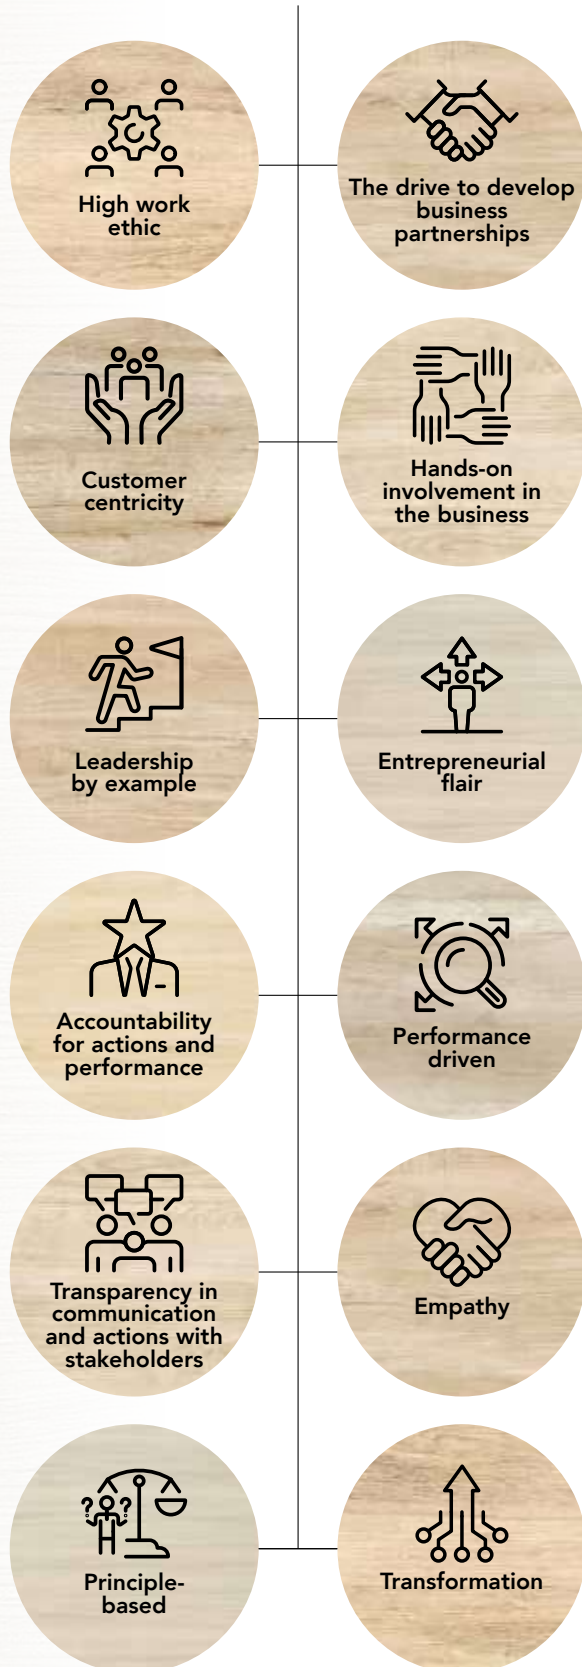 High work
ethic
The drive to develop
business
partnerships
Customer
centricity
Hands-on
involvement in
the business
Leadership
by example
Entrepreneurial
flair
Accountability
for actions and
performance
Performance
driven
Transparency in
communication
and actions with
stakeholders
Empathy
? ?
Principle-
based
Transformation